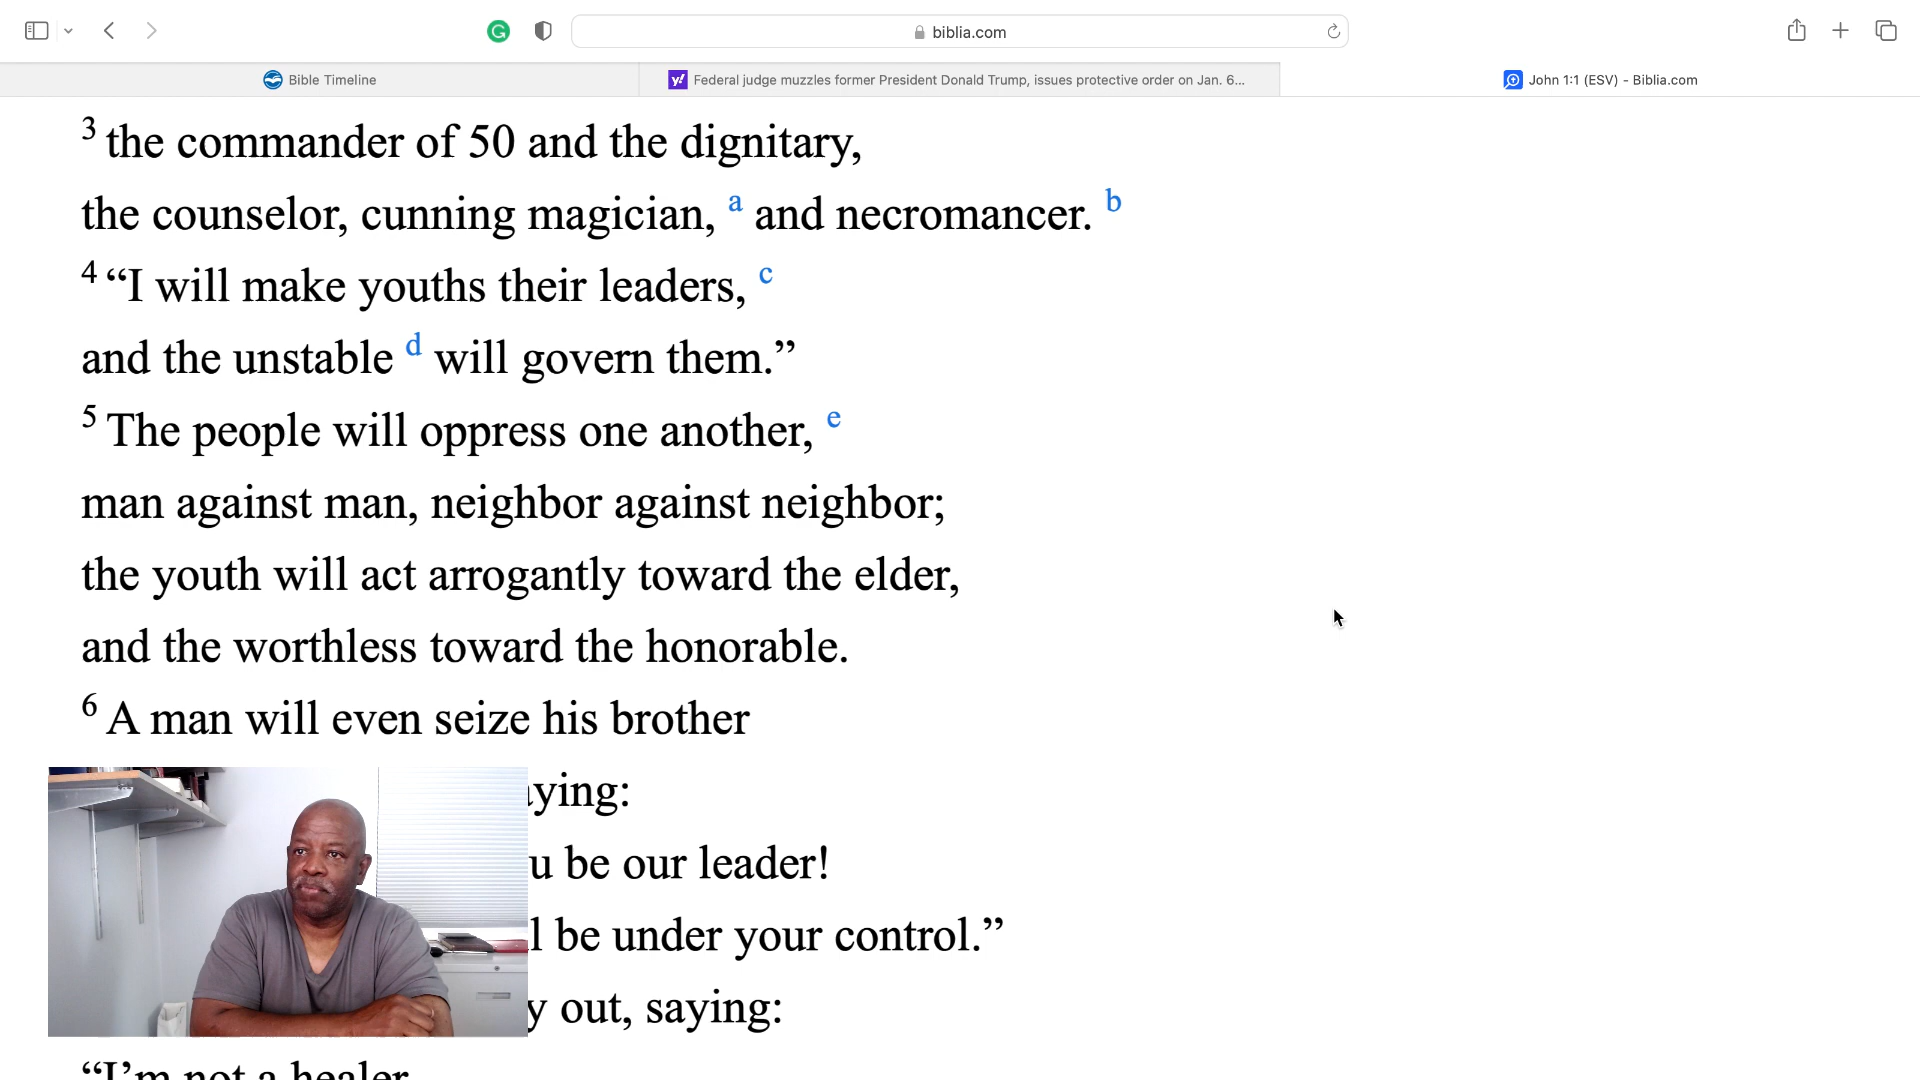 biblia.com
Bible Timeline
Federal judge muzzles former President Donald Trump, issues protective order on Jan. 6...
John 1:1 (ESV) - Biblia.com
3 the commander of 50 and the dignitary,
the counselor, cunning magician, a and necromancer. b
4 “I will make youths their leaders, c
and the unstable d will govern them.”
5 The people will oppress one another, e
man against man, neighbor against neighbor;
the youth will act arrogantly toward the elder,
and the worthless toward the honorable.
6 A man will even seize his brother
aying:
u be our leader!
l be under your control.”
y out, saying:
“I’m not a healer